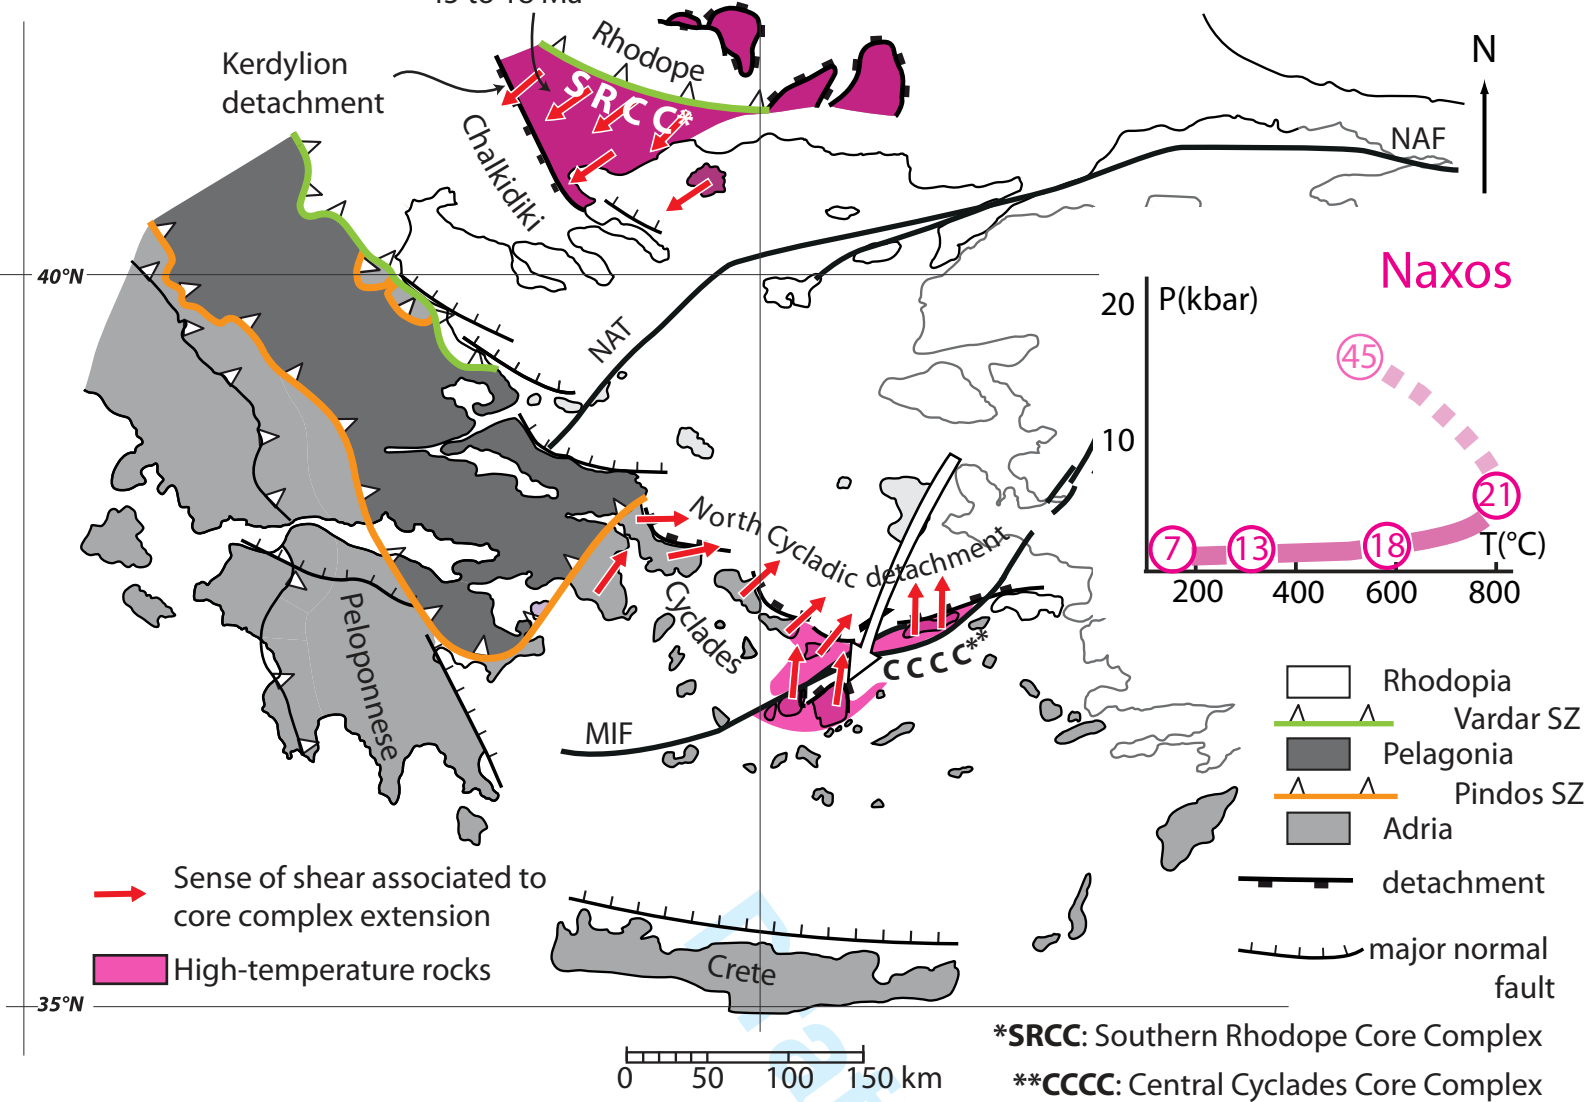 Kerdylion
detachment
Rhodope
SRCC*
Chalkidiki
N
NAF
40°N
NAT
Naxos
20
P(kbar)
10
45
21
7
13
18
T(°C)
200
400
600
800
North Cycladic detachment
Cyclades
Peloponnese
CCCC**
MIF
Rhodopia
Vardar SZ
Pelagonia
Pindos SZ
Adria
detachment
major normal
fault
Sense of shear associated to
core complex extension
High-temperature rocks
Crete
35°N
*SRCC: Southern Rhodope Core Complex
**CCCC: Central Cyclades Core Complex
0 50 100 150 km